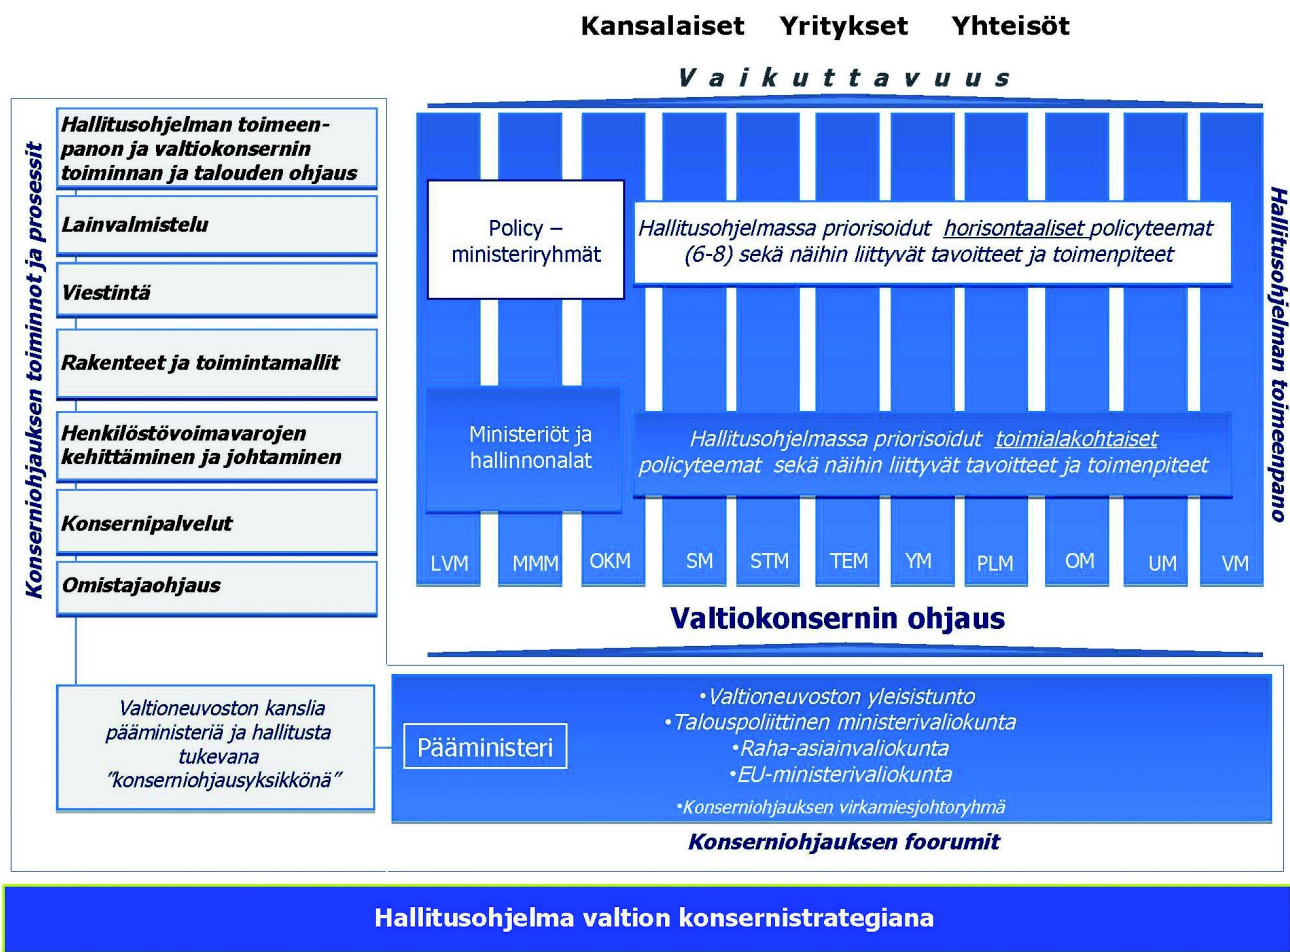 Kansalaiset Yritykset Yhteisöt
Vaikuttavuus
Konserniohjauksen toiminnot ja prosessit
Hallitusohjelman toimeen-
panon ja valtiokonsernin
toiminnan ja talouden ohjaus
Lainvalmistelu
Viestintä
Rakenteet ja toimintamallit
Henkilöstövoimavarojen
kehittäminen ja johtaminen
Konsernipalvelut
Omistajaohjaus
Policy –
ministeriryhmät
Hallitusohjelmassa priorisoidut horisontaaliset policyteemat
(6-8) sekä näihin liittyvät tavoitteet ja toimenpiteet
Ministeriöt ja
hallinnonalat
Hallitusohjelmassa priorisoidut toimialakohtaiset
policyteemat sekä näihin liittyvät tavoitteet ja toimenpiteet
LVM MMM OKM SM STM TEM YM PLM OM UM VM
Hallitusohjelman toimeenpano
Valtiokonsernin ohjaus
Valtioneuvoston kanslia
pääministeriä ja hallitusta
tukevana
”konserniohjausyksikkönä”
Pääministeri
•Valtioneuvoston yleisistunto
•Talouspoliittinen ministerivaliokunta
•Raha-asiainvaliokunta
•EU-ministerivaliokunta
•Konserniohjauksen virkamiesjohtoryhmä
Konserniohjauksen foorumit
Hallitusohjelma valtion konsernistrategiana